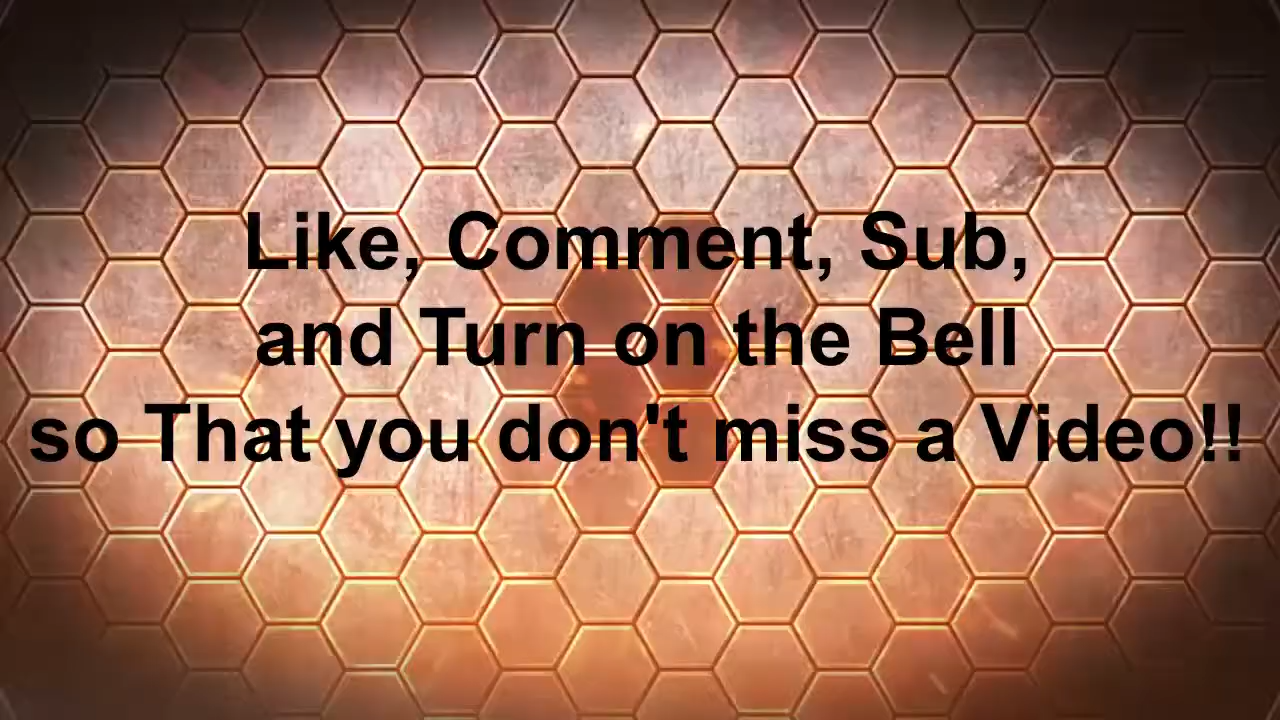 Like, Comment, Sub,
and Turn on the Bell
so That you don't miss a Video!!